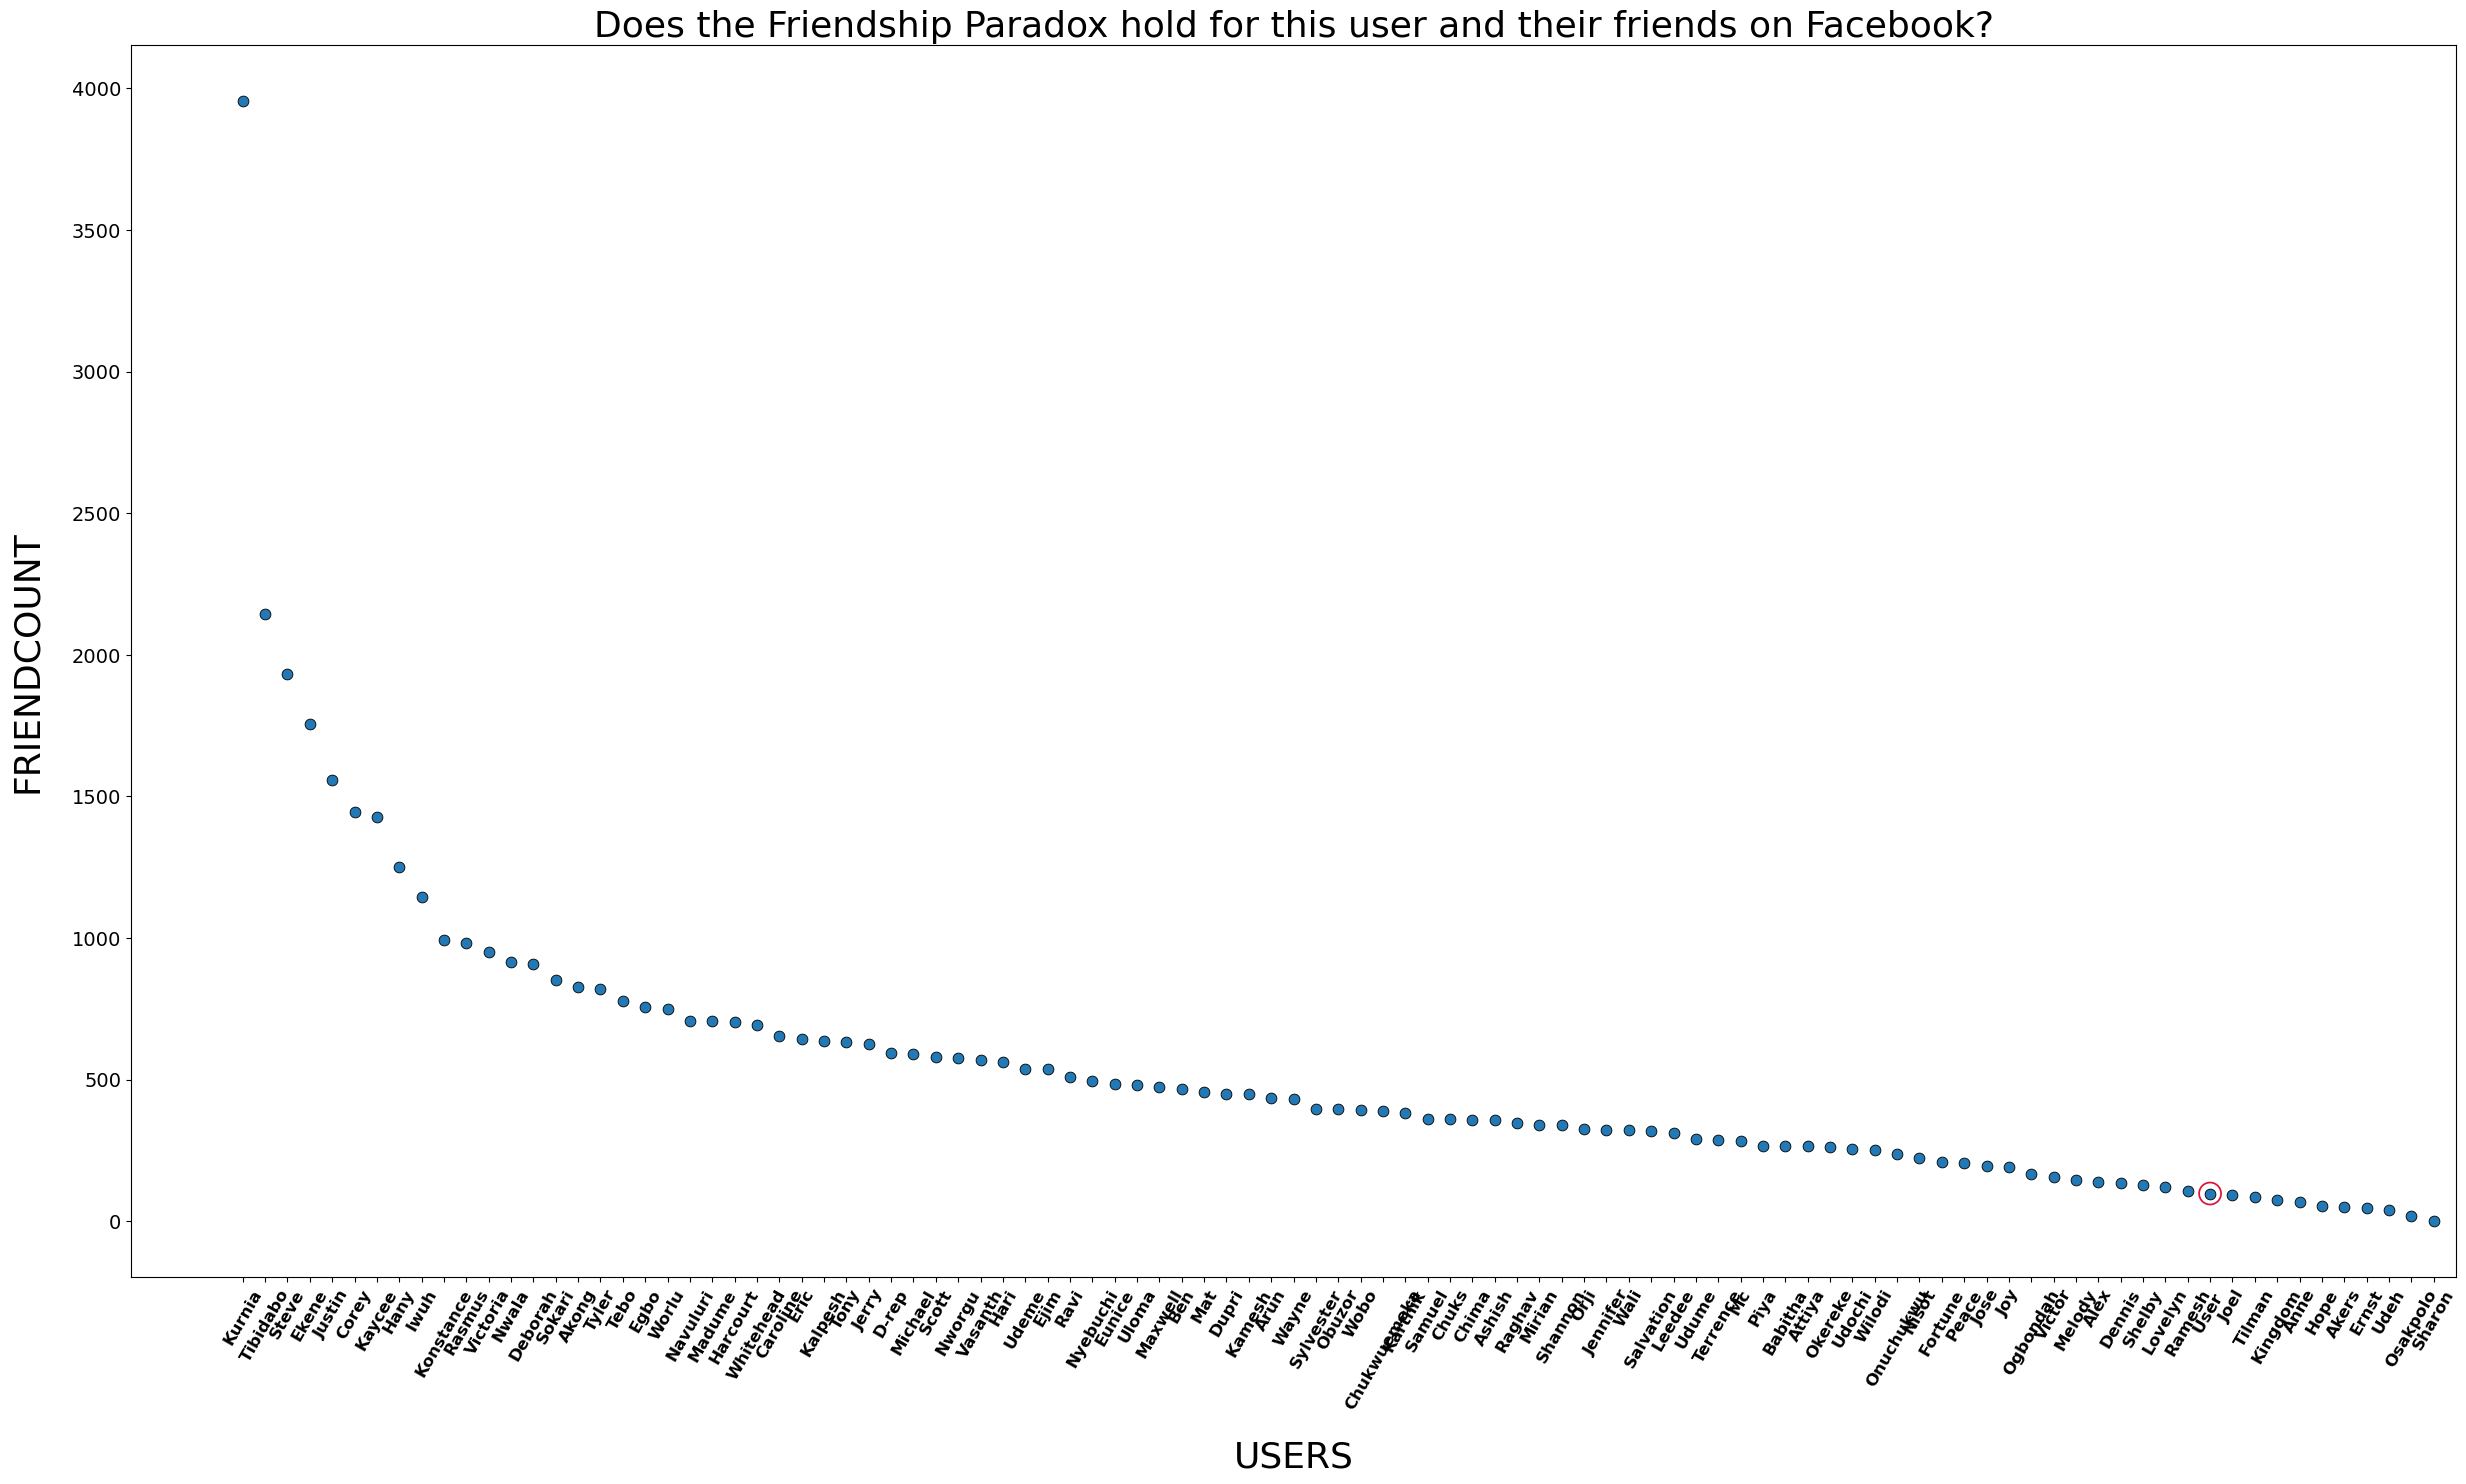 Does the Friendship Paradox hold for this user and their friends on Facebook?
FRIENDCOUNT
4000
3500
3000
2500
2000
1500
1000
500
0
Kurnia
Tibidabo
Steve
Ekene
Justin
Corey
Kaycee
Hany
Iwuh
Konstance
Rasmus
Victoria
Nwala
Deborah
Sokari
Akong
Tyler
Tebo
Egbo
Worlu
Navuluri
Madume
Harcourt
Whitehead
Caroline
Eric
Kalpesh
Tony
Jerry
D-rep
Michael
Scott
Nworgu
Vasanth
Hari
Udeme
Ejim
Ravi
Nyebuchi
Eunice
Uloma
Maxwell
Ben
Mat
Dupri
Kamesh
Arun
Wayne
Sylvester
Obuzor
Wobo
Chukwuemeka
Karthik
Samuel
Chuks
Chima
Ashish
Raghav
Mirian
Shannon
Orji
Jennifer
Wali
Salvation
Leedee
Udume
Terrence
Mc
Piya
Babitha
Attiya
Okereke
Udochi
Wilodi
Onuchukwu
Nisot
Fortune
Peace
Jose
Joy
Ogbondah
Victor
Melody
Alex
Dennis
Shelby
Lovelyn
Ramesh
User
Joel
Tilman
Kingdom
Anne
Hope
Akers
Ernst
Udeh
Osakpolo
Sharon
USERS